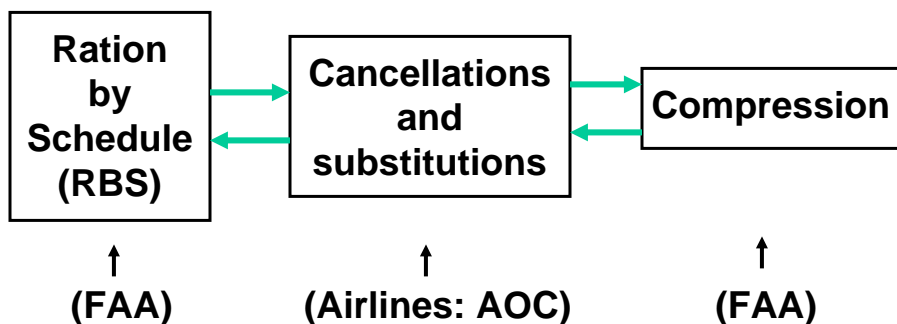 Ration
by
Schedule
(RBS)
Cancellations
and
substitutions
Compression
(FAA)
(Airlines: AOC)
(FAA)